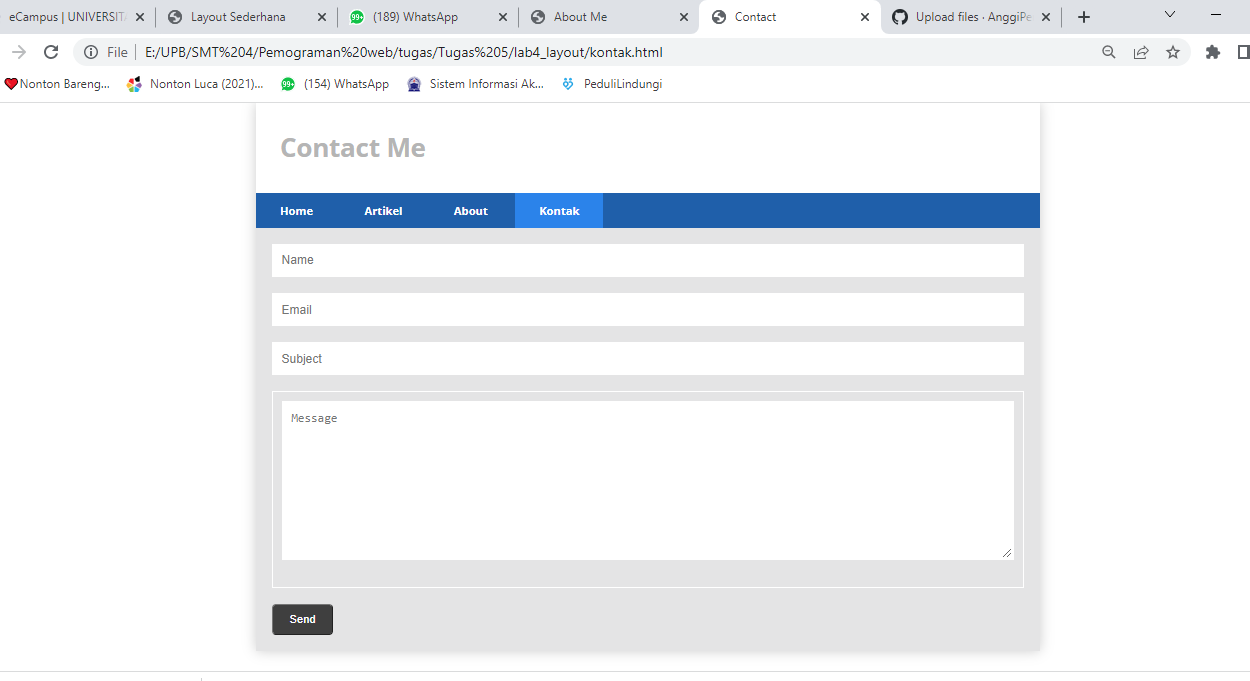 eCampus | UNIVERSIT
Layout Sederhana
(189) WhatsApp
About Me
Contact
Upload files · AnggiPe
File
E:/UPB/SMT%204/Pemograman%20web/tugas/Tugas%205/lab4_layout/kontak.html
Nonton Bareng...
Nonton Luca (2021)...
99+
(154) WhatsApp
Sistem Informasi Ak...
PeduliLindungi
Contact Me
Home
Artikel
About
Kontak
Name
Email
Subject
Message
Send